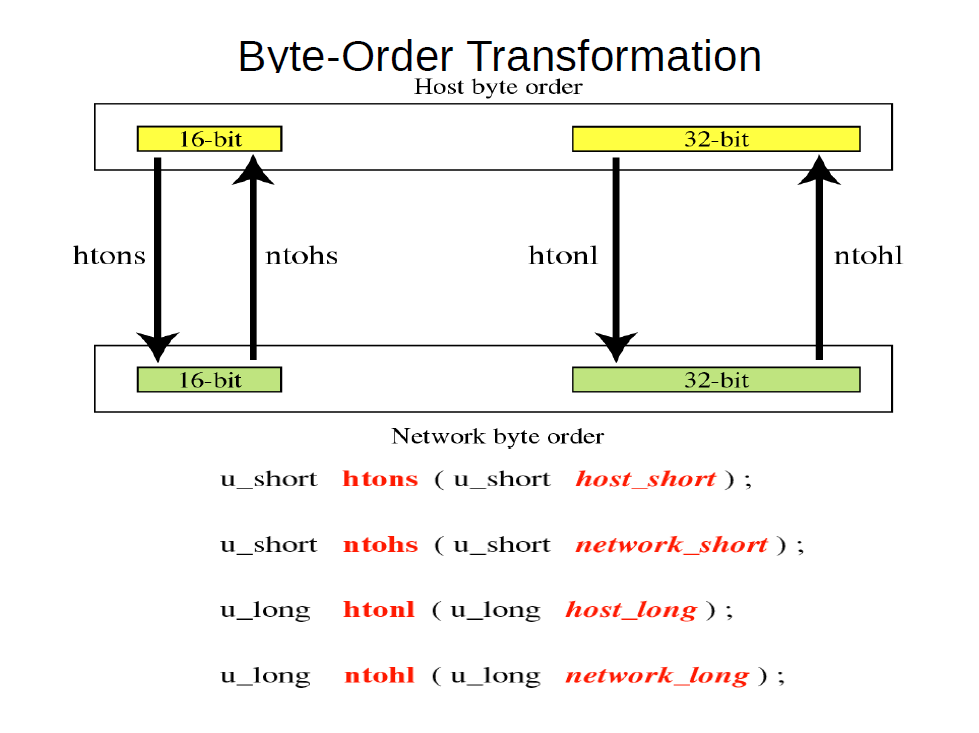 Byte-Order Transformation
Host byte order
16-bit 32-bit
htons ntohs htonl ntohl
16-bit 32-bit
Network byte order
u_short htons ( u_short host_short ) ;
u_short ntohs ( u_short network_short ) ;
u_long htonl ( u_long host_long ) ;
u_long ntohl ( u_long network_long ) ;